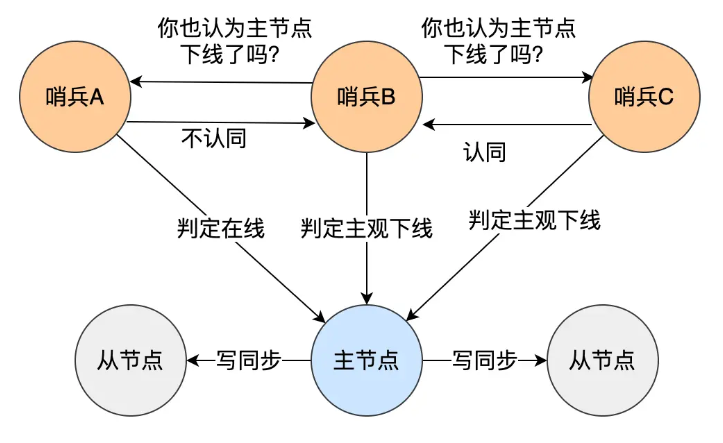 你也认为主节点
下线了吗？
你也认为主节点
下线了吗？
哨兵A
哨兵B
哨兵C
不认同
认同
判定在线
判定主观下线
判定主观下线
从节点
写同步
主节点
写同步
从节点